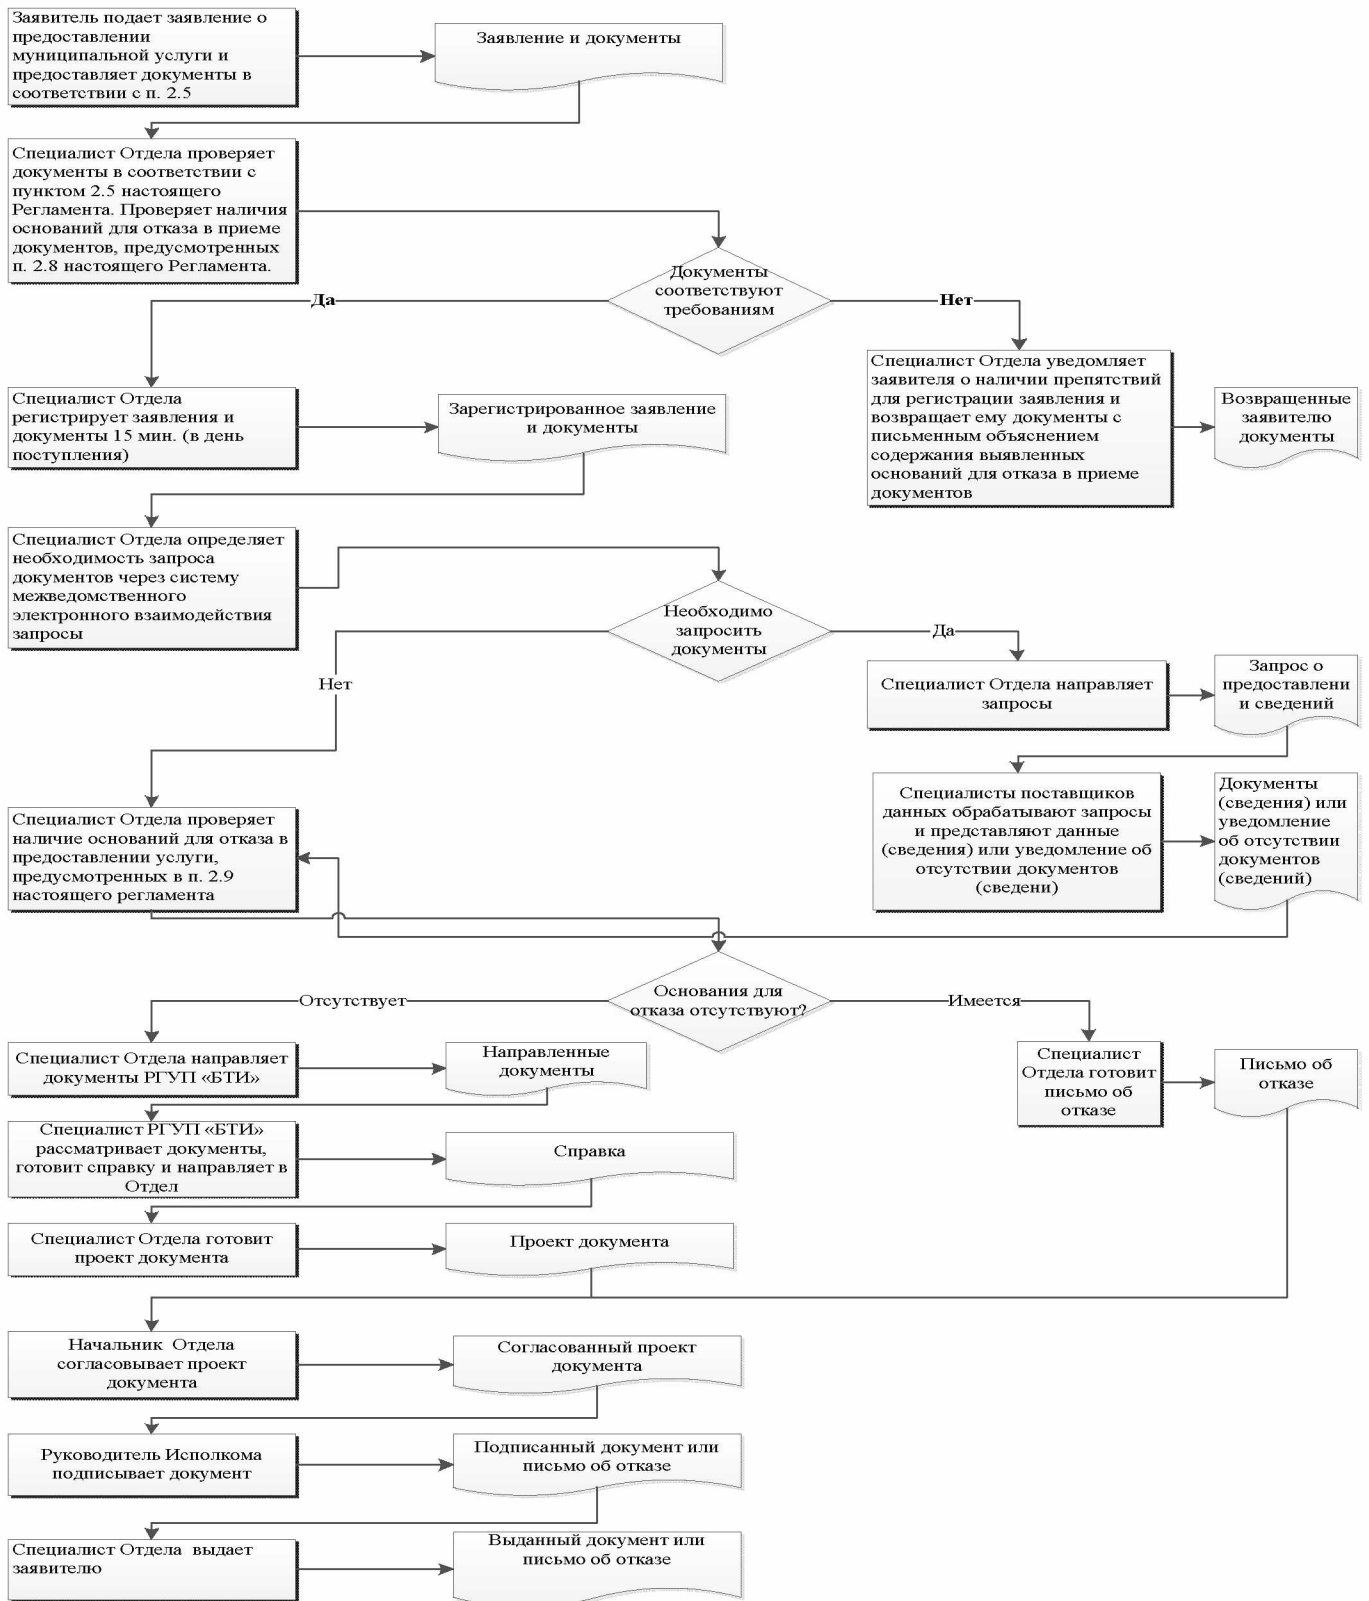 Заявитель подает заявление о
предоставлении
муниципальной услуги и
предоставляет документы в
соответствии с п. 2.5
Заявление и документы
Специалист Отдела проверяет
документы в соответствии с
пунктом 2.5 настоящего
Регламента. Проверяет наличия
оснований для отказа в приеме
документов, предусмотренных
п. 2.8 настоящего Регламента.
Документы
соответствуют
требованиям
Да
Нет
Специалист Отдела
регистрирует заявления и
документы 15 мин. (в день
поступления)
Зарегистрированное заявление
и документы
Специалист Отдела уведомляет
заявителя о наличии препятствий
для регистрации заявления и
возвращает ему документы с
письменным объяснением
содержания выявленных
оснований для отказа в приеме
документов
Возвращенные
заявителю
документы
Специалист Отдела определяет
необходимость запроса
документов через систему
межведомственного
электронного взаимодействия
запросы
Необходимо
запросить
документы
Да
Нет
Специалист Отдела направляет
запросы
Запрос о
предоставлени
и сведений
Специалисты поставщиков
данных обрабатывают запросы
и представляют данные
(сведения) или уведомление об
отсутствии документов
(сведени)
Документы
(сведения) или
уведомление
об отсутствии
документов
(сведений)
Специалист Отдела проверяет
наличие оснований для отказа в
предоставлении услуги,
предусмотренных в п. 2.9
настоящего регламента
Основания для
отказа отсутствуют?
Отсутствует
Имеется
Специалист Отдела направляет
документы РГУП «БТИ»
Направленные
документы
Специалист
Отдела готовит
письмо об
отказе
Письмо об
отказе
Специалист РГУП «БТИ»
рассматривает документы,
готовит справку и направляет в
Отдел
Справка
Специалист Отдела готовит
проект документа
Проект документа
Начальник  Отдела
согласовывает проект
документа
Согласованный проект
документа
Руководитель Исполкома
подписывает документ
Подписанный документ или
письмо об отказе
Специалист Отдела  выдает
заявителю
Выданный документ или
письмо об отказе